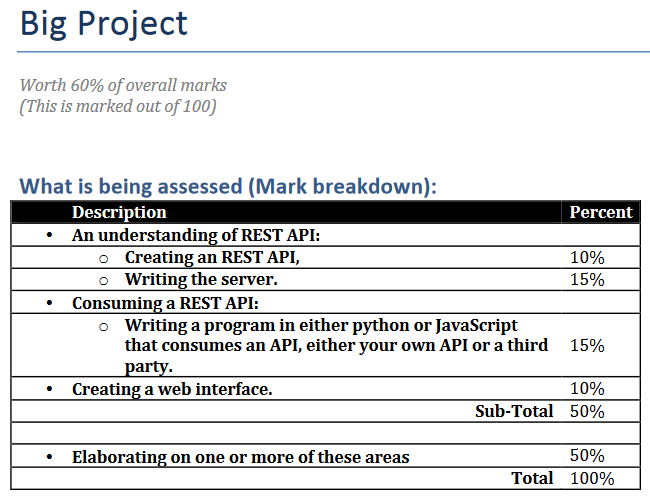 Big Project
Worth 60% of overall marks
(This is marked out of 100)
What is being assessed (Mark breakdown):
Description Percent
• An understanding of REST API:
o Creating an REST API, 10%
o Writing the server. 15%
• Consuming a REST API:
o Writing a program in either python or JavaScript
that consumes an API, either your own API or a third 15%
party.
• Creating a web interface. 10%
Sub-Total 50%
• Elaborating on one or more of these areas 50%
Total 100%